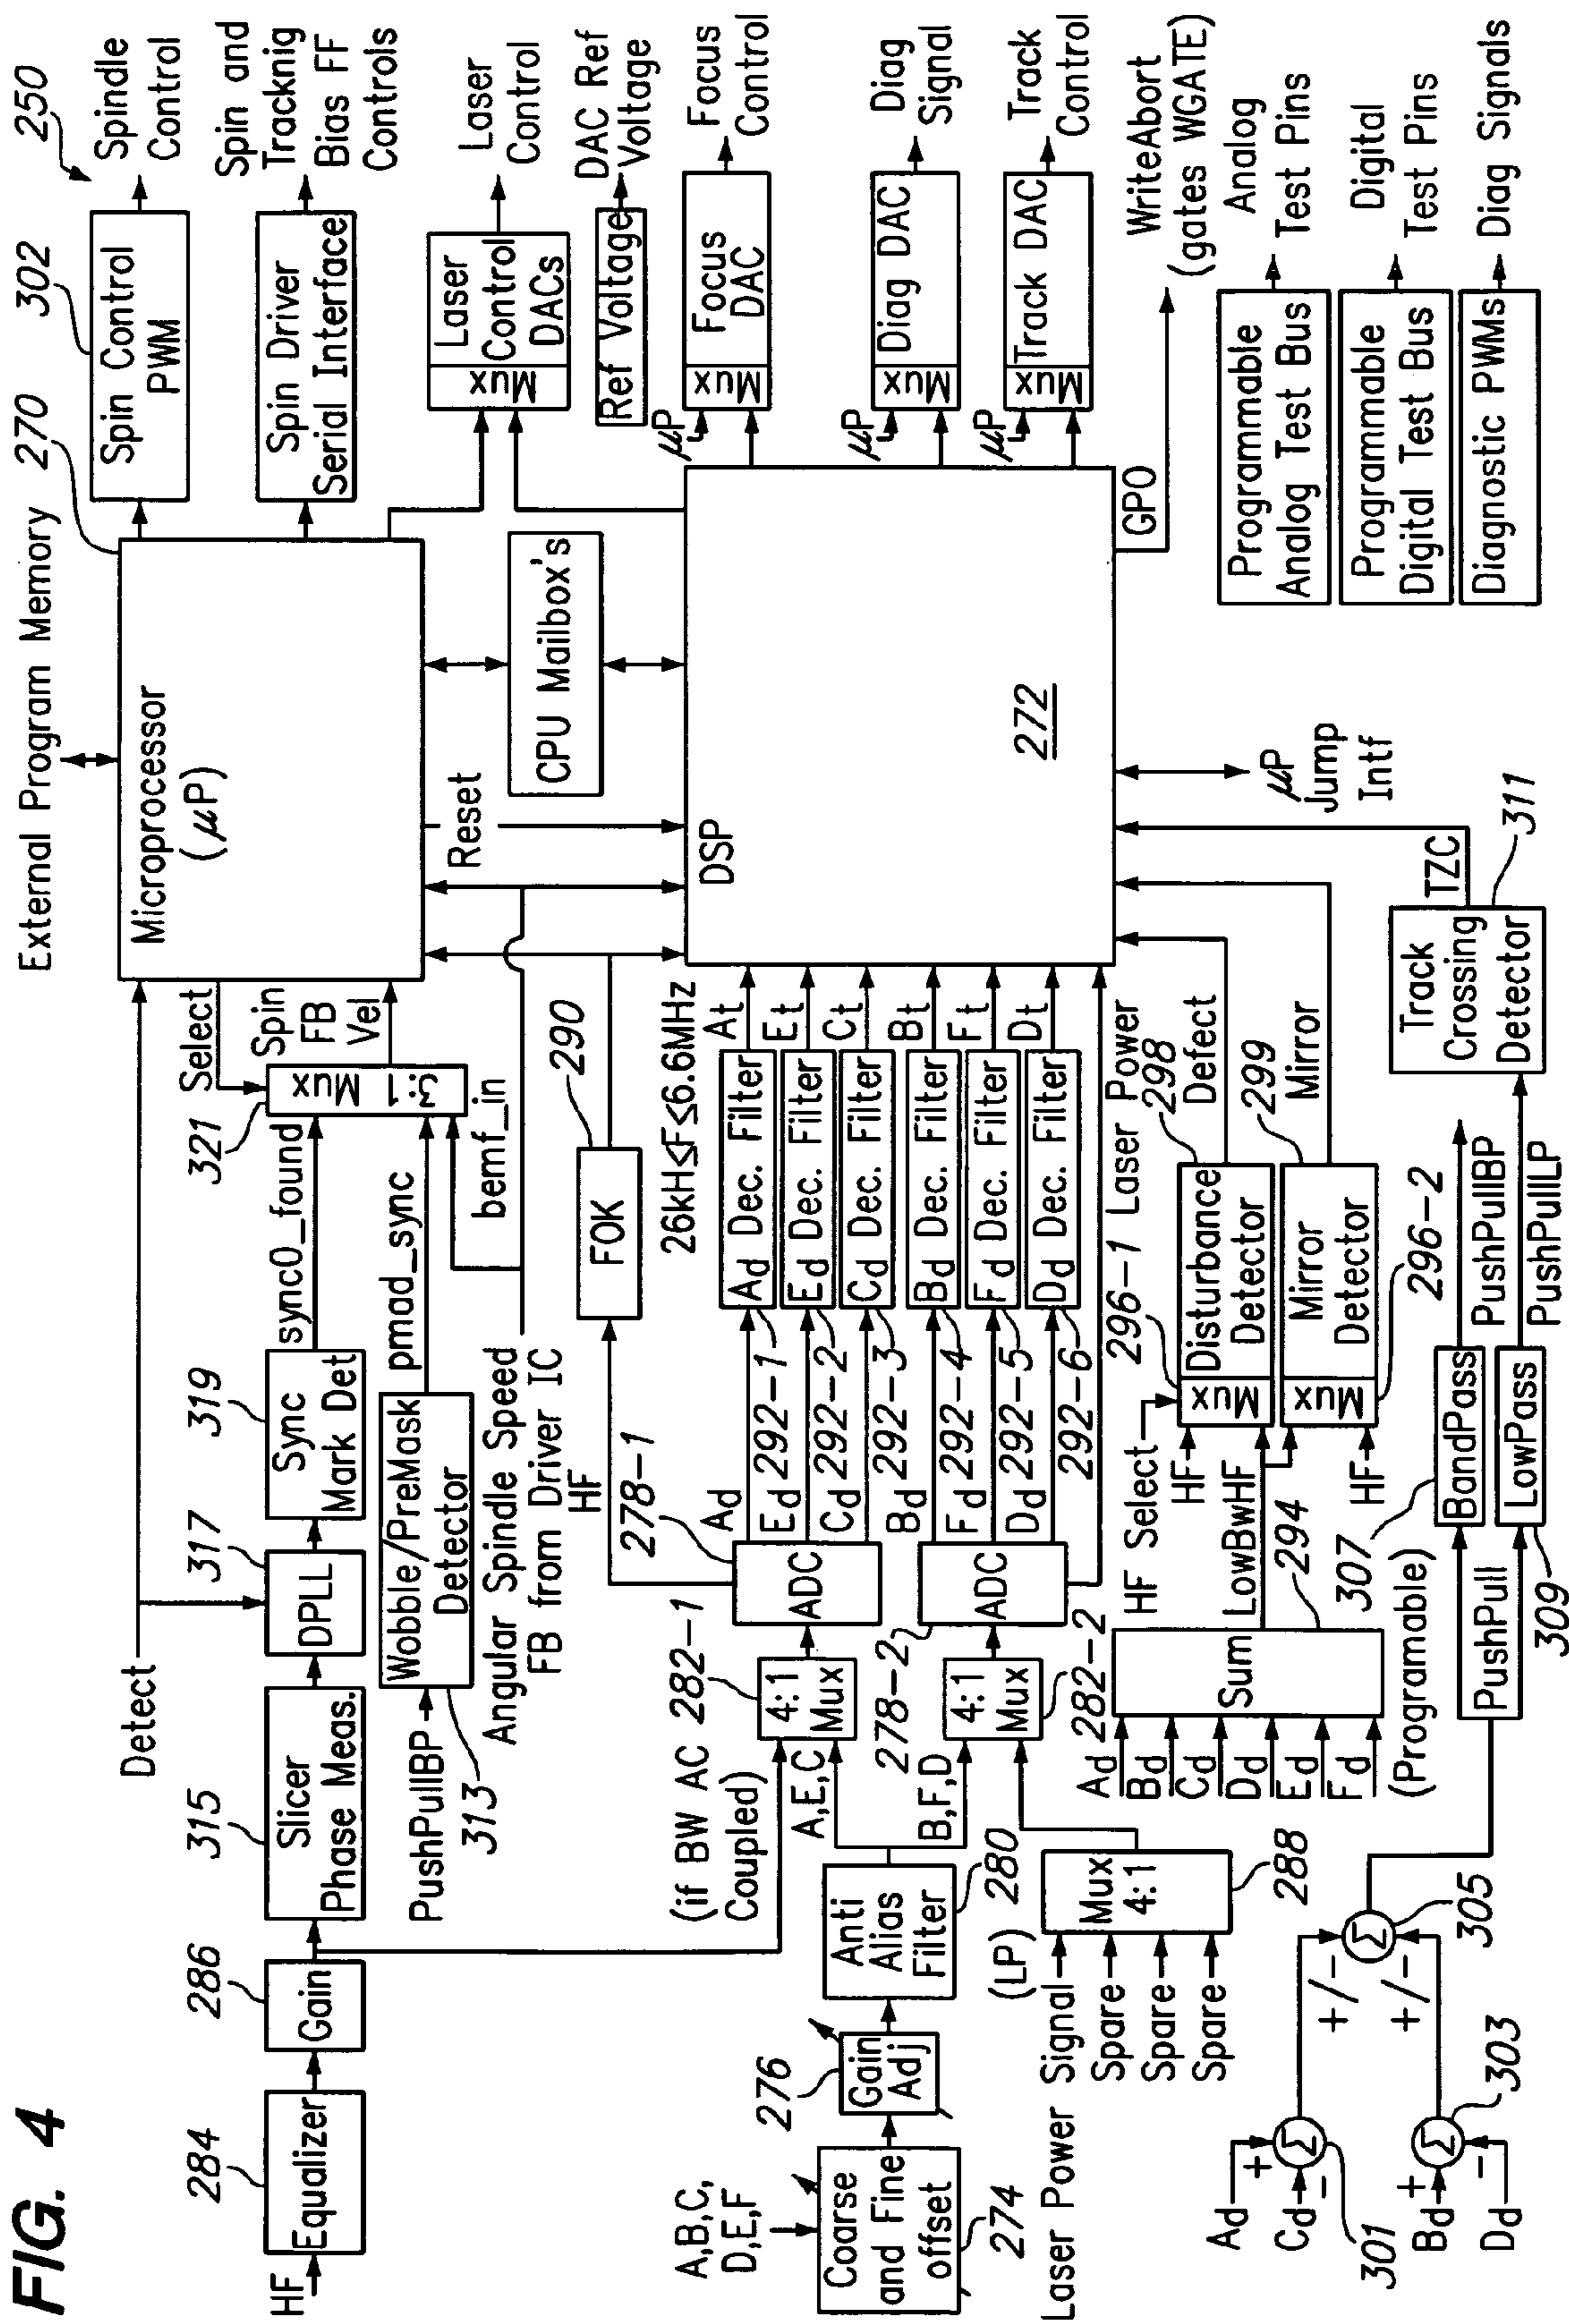 FIG. 4
250
External Program Memory
270
302
Spin Control
PWM
Spindle
Control
Microprocessor
(μP)
Spin Driver
Serial Interface
Spin and
Tracknig
Bias FF
Controls
Detect
284
286
315
317
319
321
HF
Equalizer
Gain
Slicer
Phase Meas.
DPLL
Sync
Mark Det
sync0_found
Select
3:1
Mux
Spin
FB
Vel
PushPullBP
Wobble/PreMask
Detector
313
pmad_sync
bemf_in
Angular Spindle Speed
FB from Driver IC
Reset
CPU Mailbox's
Mux
Laser
Control
DACs
Laser
Control
Ref Voltage
DAC Ref
Voltage
HF
FOK
290
26kH≤F≤6.6MHz
(if BW AC
Coupled)
282-1
278-1
A,B,C,
D,E,F
Coarse
and Fine
offset
274
276
Gain
Adj
Anti
Alias
Filter
280
A,E,C
B,F,D
4:1
Mux
ADC
Ad
Ad Dec. Filter
At
292-1
Ed
Ed Dec. Filter
Et
292-2
Cd
Cd Dec. Filter
Ct
292-3
278-2
4:1
Mux
282-2
ADC
Bd
Bd Dec. Filter
Bt
292-4
Fd
Fd Dec. Filter
Ft
292-5
Dd
Dd Dec. Filter
Dt
292-6
Laser Power
DSP
272
μP
Mux
Focus
DAC
Focus
Control
μP
Mux
Diag DAC
Diag
Signal
μP
Mux
Track DAC
Track
Control
GPO
WriteAbort
(gates WGATE)
Laser Power Signal
(LP)
Spare
Spare
Spare
Mux
4:1
288
Ad
Bd
Cd
Dd
Ed
Fd
(Programable)
Sum
294
LowBwHF
HF Select
HF
HF
296-1
Mux
Disturbance
Detector
298
Defect
Mux
Mirror
Detector
299
Mirror
296-2
μP
Jump
Intf
Ad
+
Cd
-
Σ
301
Bd
+
Dd
-
Σ
303
+/-
+/-
Σ
305
PushPull
307
BandPass
PushPullBP
LowPass
309
PushPullLP
Track
Crossing
Detector
TZC
311
Programmable
Analog Test Bus
Analog
Test Pins
Programmable
Digital Test Bus
Digital
Test Pins
Diagnostic PWMs
Diag Signals